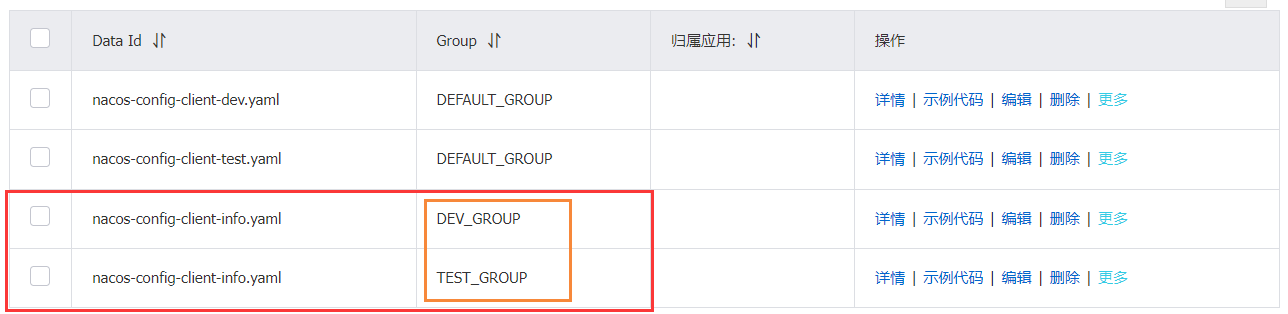 Data Id Group 归属应用: 操作
nacos-config-client-dev.yaml DEFAULT_GROUP 详情 | 示例代码 | 编辑 | 删除 | 更多
nacos-config-client-test.yaml DEFAULT_GROUP 详情 | 示例代码 | 编辑 | 删除 | 更多
nacos-config-client-info.yaml DEV_GROUP 详情 | 示例代码 | 编辑 | 删除 | 更多
nacos-config-client-info.yaml TEST_GROUP 详情 | 示例代码 | 编辑 | 删除 | 更多